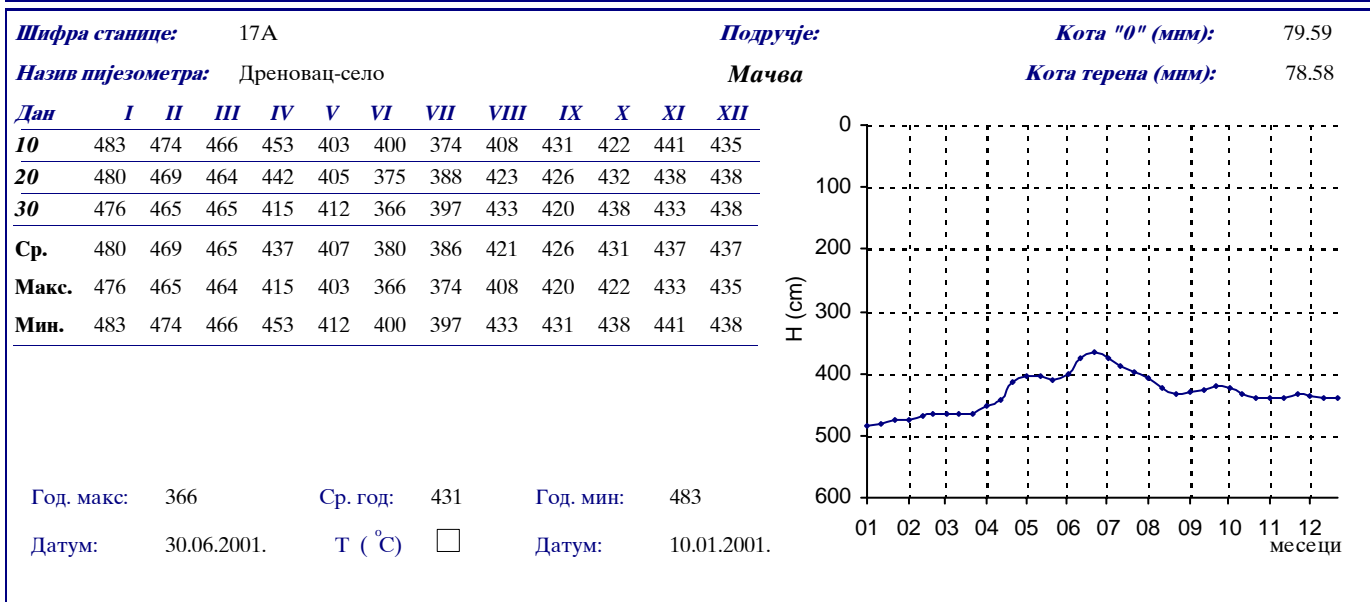 Шифра станице: 17А Подручје: Кота "0" (мнм): 79.59
Назив пијезометра: Дреновац-село Мачва Кота терена (мнм): 78.58
Дан I II III IV V VI VII VIII IX X XI XII
10 483 474 466 453 403 400 374 408 431 422 441 435
20 480 469 464 442 405 375 388 423 426 432 438 438
30 476 465 465 415 412 366 397 433 420 438 433 438
Ср. 480 469 465 437 407 380 386 421 426 431 437 437
Макс. 476 465 464 415 403 366 374 408 420 422 433 435
Мин. 483 474 466 453 412 400 397 433 431 438 441 438
Год. макс: 366 Ср. год: 431 Год. мин: 483
Датум: 30.06.2001. Т ( °C) Датум: 10.01.2001.
H (cm)
0
100
200
300
400
500
600
01 02 03 04 05 06 07 08 09 10 11 12
месеци